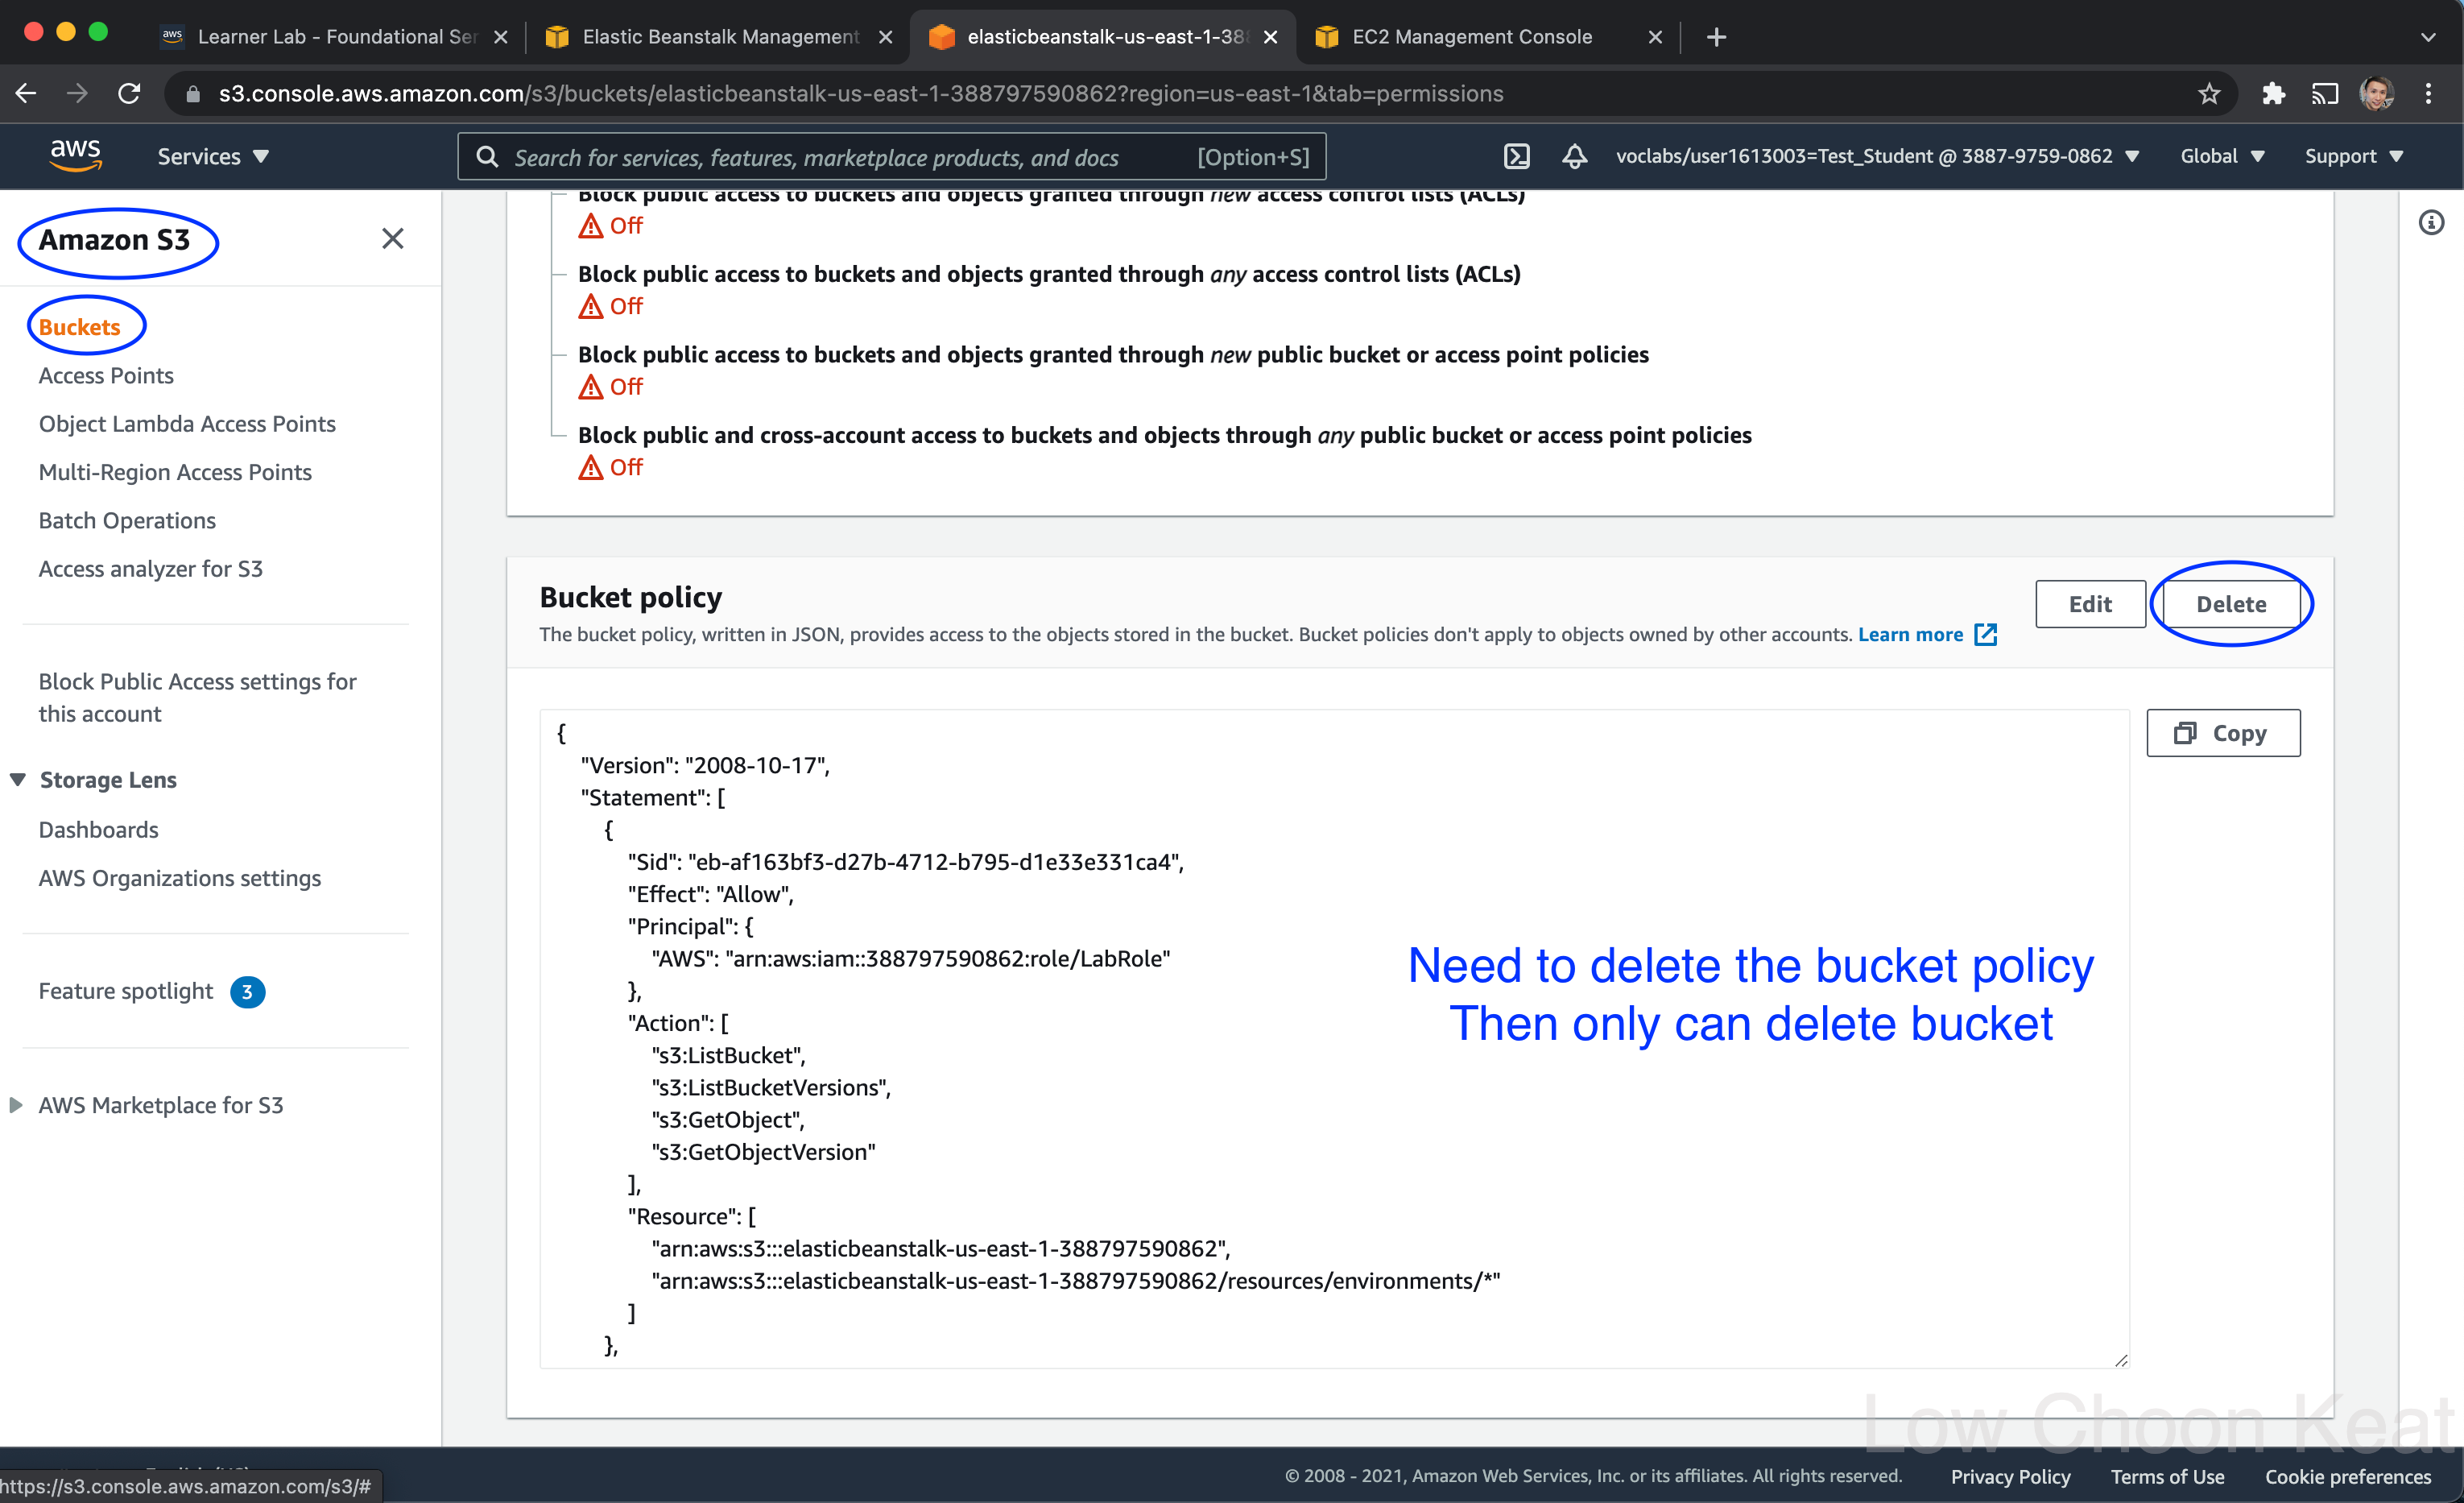 Learner Lab - Foundational Ser
Elastic Beanstalk Management
elasticbeanstalk-us-east-1-388
EC2 Management Console
s3.console.aws.amazon.com/s3/buckets/elasticbeanstalk-us-east-1-388797590862?region=us-east-1&tab=permissions
aws
Services
Search for services, features, marketplace products, and docs
[Option+S]
voclabs/user1613003=Test_Student @ 3887-9759-0862
Global
Support
Amazon S3
Buckets
Access Points
Object Lambda Access Points
Multi-Region Access Points
Batch Operations
Access analyzer for S3
Block Public Access settings for
this account
Storage Lens
Dashboards
AWS Organizations settings
Feature spotlight 3
AWS Marketplace for S3
Block public access to buckets and objects granted through new access control lists (ACLs)
Off
Block public access to buckets and objects granted through any access control lists (ACLs)
Off
Block public access to buckets and objects granted through new public bucket or access point policies
Off
Block public and cross-account access to buckets and objects through any public bucket or access point policies
Off
Bucket policy
Edit
Delete
The bucket policy, written in JSON, provides access to the objects stored in the bucket. Bucket policies don't apply to objects owned by other accounts. Learn more
Copy
{
"Version": "2008-10-17",
"Statement": [
{
"Sid": "eb-af163bf3-d27b-4712-b795-d1e33e331ca4",
"Effect": "Allow",
"Principal": {
"AWS": "arn:aws:iam::388797590862:role/LabRole"
},
"Action": [
"s3:ListBucket",
"s3:ListBucketVersions",
"s3:GetObject",
"s3:GetObjectVersion"
],
"Resource": [
"arn:aws:s3:::elasticbeanstalk-us-east-1-388797590862",
"arn:aws:s3:::elasticbeanstalk-us-east-1-388797590862/resources/environments/*"
]
},
Need to delete the bucket policy
Then only can delete bucket
Low Choon Keat
https://s3.console.aws.amazon.com/s3/#
© 2008 - 2021, Amazon Web Services, Inc. or its affiliates. All rights reserved.
Privacy Policy
Terms of Use
Cookie preferences